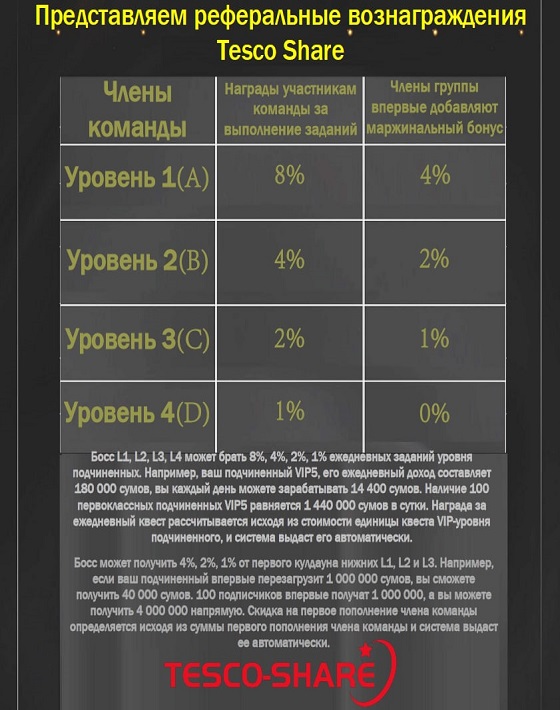 Представляем реферальные вознаграждения
Tesco Share
Члены
команды
Награды участникам
команды за
выполнение заданий
Члены группы
впервые добавляют
маржинальный бонус
Уровень 1(A)
8%
4%
Уровень 2(B)
4%
2%
Уровень 3(C)
2%
1%
Уровень 4(D)
1%
0%
Босс L1, L2, L3, L4 может брать 8%, 4%, 2%, 1% ежедневных заданий уровня
подчиненных. Например, ваш подчиненный VIP5, его ежедневный доход составляет
180 000 сумов, вы каждый день можете зарабатывать 14 400 сумов. Наличие 100
первоклассных подчиненных VIP5 равняется 1 440 000 сумов в сутки. Награда за
ежедневный квест рассчитывается исходя из стоимости единицы квеста VIP-уровня
подчиненного, и система выдаст его автоматически.
Босс может получить 4%, 2%, 1% от первого кулдауна нижних L1, L2 и L3. Например,
если ваш подчиненный впервые перезагрузит 1 000 000 сумов, вы сможете
получить 40 000 сумов. 100 подписчиков впервые получат 1 000 000, а вы можете
получить 4 000 000 напрямую. Скидка на первое пополнение члена команды
определяется исходя из суммы первого пополнения члена команды и система выдаст
ее автоматически.
TESCO-SHARE